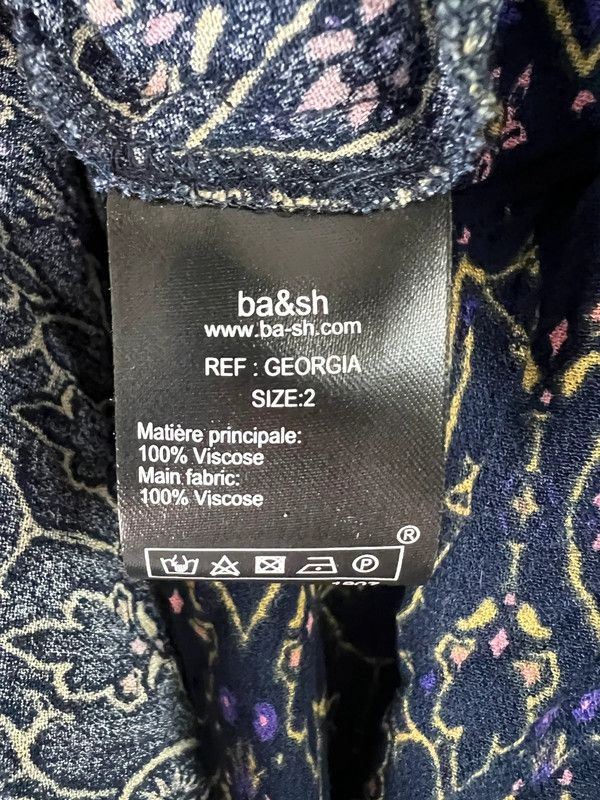 ba&sh
www.ba-sh.com
REF : GEORGIA
SIZE:2
Matière principale:
100% Viscose
Main fabric:
100% Viscose
®
P